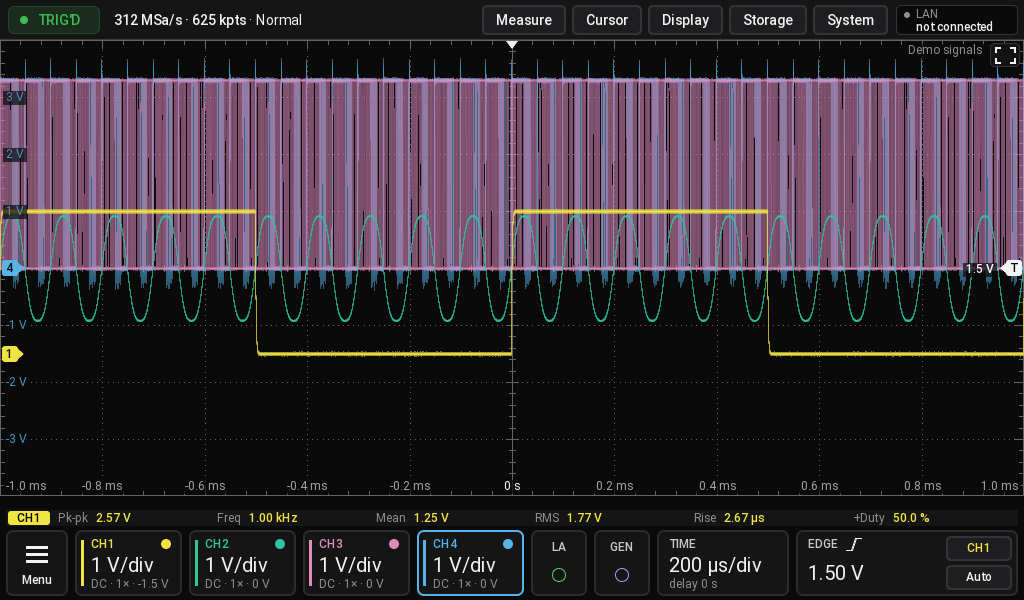 TRIG'D
312 MSa/s · 625 kpts · Normal
Measure
Cursor
Display
Storage
System
LAN
not connected
Demo signals
3 V
2 V
1 V
4
1.5 V
T
-1 V
1
-2 V
-3 V
-1.0 ms
-0.8 ms
-0.6 ms
-0.4 ms
-0.2 ms
0 s
0.2 ms
0.4 ms
0.6 ms
0.8 ms
1.0 ms
CH1 Pk-pk 2.57 V Freq 1.00 kHz Mean 1.25 V RMS 1.77 V Rise 2.67 µs +Duty 50.0 %
Menu
CH1
1 V/div
DC · 1× · -1.5 V
CH2
1 V/div
DC · 1× · 0 V
CH3
1 V/div
DC · 1× · 0 V
CH4
1 V/div
DC · 1× · 0 V
LA
GEN
TIME
200 µs/div
delay 0 s
EDGE
1.50 V
CH1
Auto